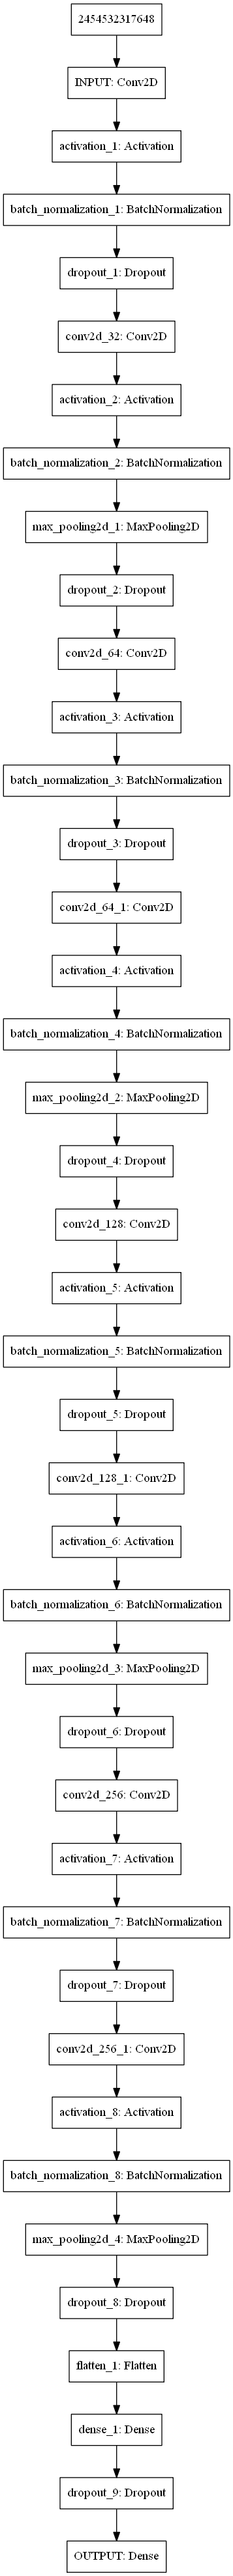 2454532317648
INPUT: Conv2D
activation_1: Activation
batch_normalization_1: BatchNormalization
dropout_1: Dropout
conv2d_32: Conv2D
activation_2: Activation
batch_normalization_2: BatchNormalization
max_pooling2d_1: MaxPooling2D
dropout_2: Dropout
conv2d_64: Conv2D
activation_3: Activation
batch_normalization_3: BatchNormalization
dropout_3: Dropout
conv2d_64_1: Conv2D
activation_4: Activation
batch_normalization_4: BatchNormalization
max_pooling2d_2: MaxPooling2D
dropout_4: Dropout
conv2d_128: Conv2D
activation_5: Activation
batch_normalization_5: BatchNormalization
dropout_5: Dropout
conv2d_128_1: Conv2D
activation_6: Activation
batch_normalization_6: BatchNormalization
max_pooling2d_3: MaxPooling2D
dropout_6: Dropout
conv2d_256: Conv2D
activation_7: Activation
batch_normalization_7: BatchNormalization
dropout_7: Dropout
conv2d_256_1: Conv2D
activation_8: Activation
batch_normalization_8: BatchNormalization
max_pooling2d_4: MaxPooling2D
dropout_8: Dropout
flatten_1: Flatten
dense_1: Dense
dropout_9: Dropout
OUTPUT: Dense